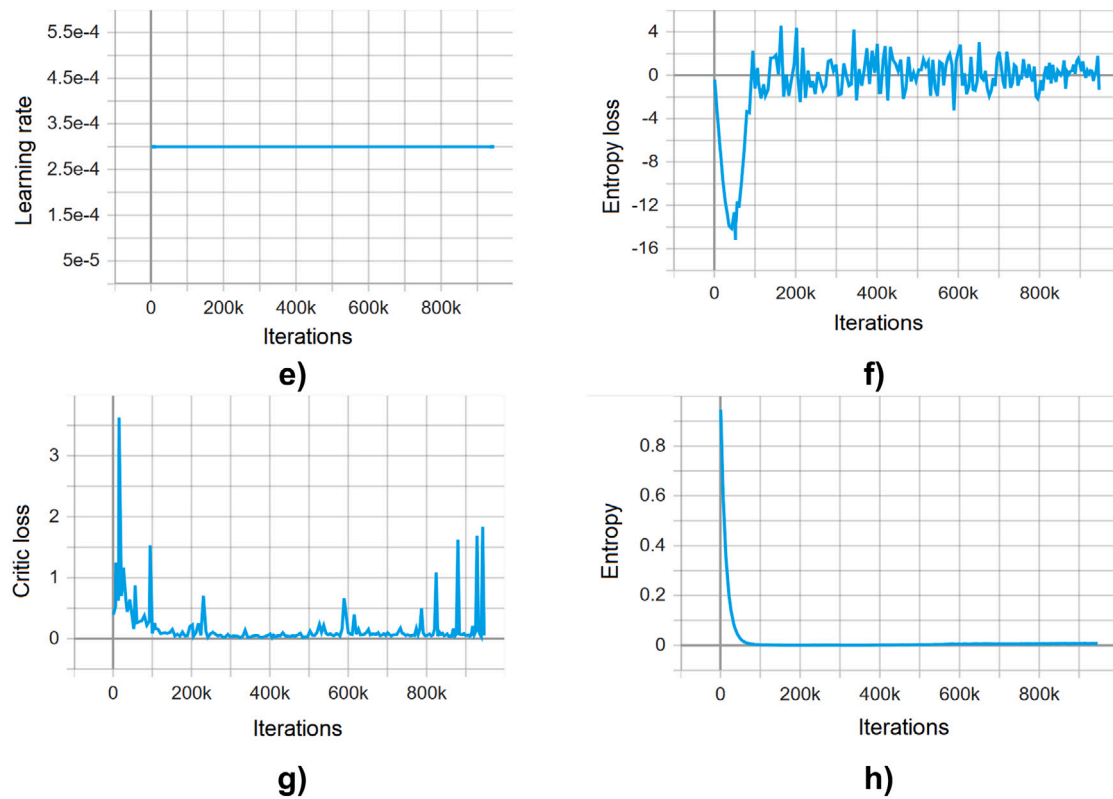 5.5e-4
4.5e-4
3.5e-4
2.5e-4
1.5e-4
5e-5
Learning rate
0 200k 400k 600k 800k
Iterations
e)
4
0
-4
-8
-12
-16
Entropy loss
0 200k 400k 600k 800k
Iterations
f)
3
2
1
0
Critic loss
0 200k 400k 600k 800k
Iterations
g)
0.8
0.6
0.4
0.2
0
Entropy
0 200k 400k 600k 800k
Iterations
h)